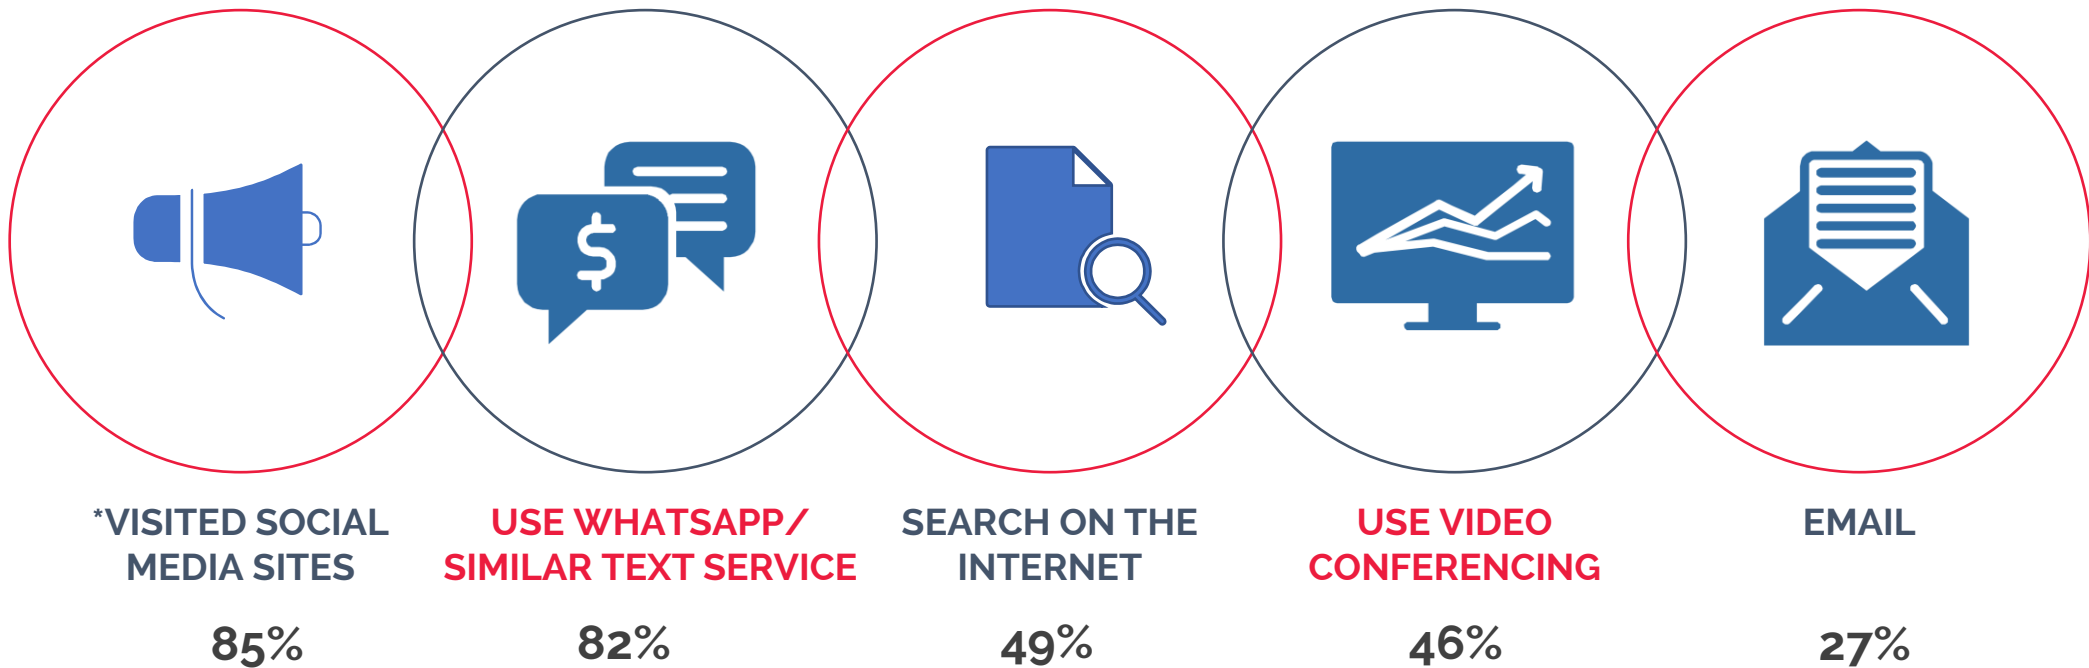 $
*VISITED SOCIAL
MEDIA SITES
85%
USE WHATSAPP/
SIMILAR TEXT SERVICE
82%
SEARCH ON THE
INTERNET
49%
USE VIDEO
CONFERENCING
46%
EMAIL
27%